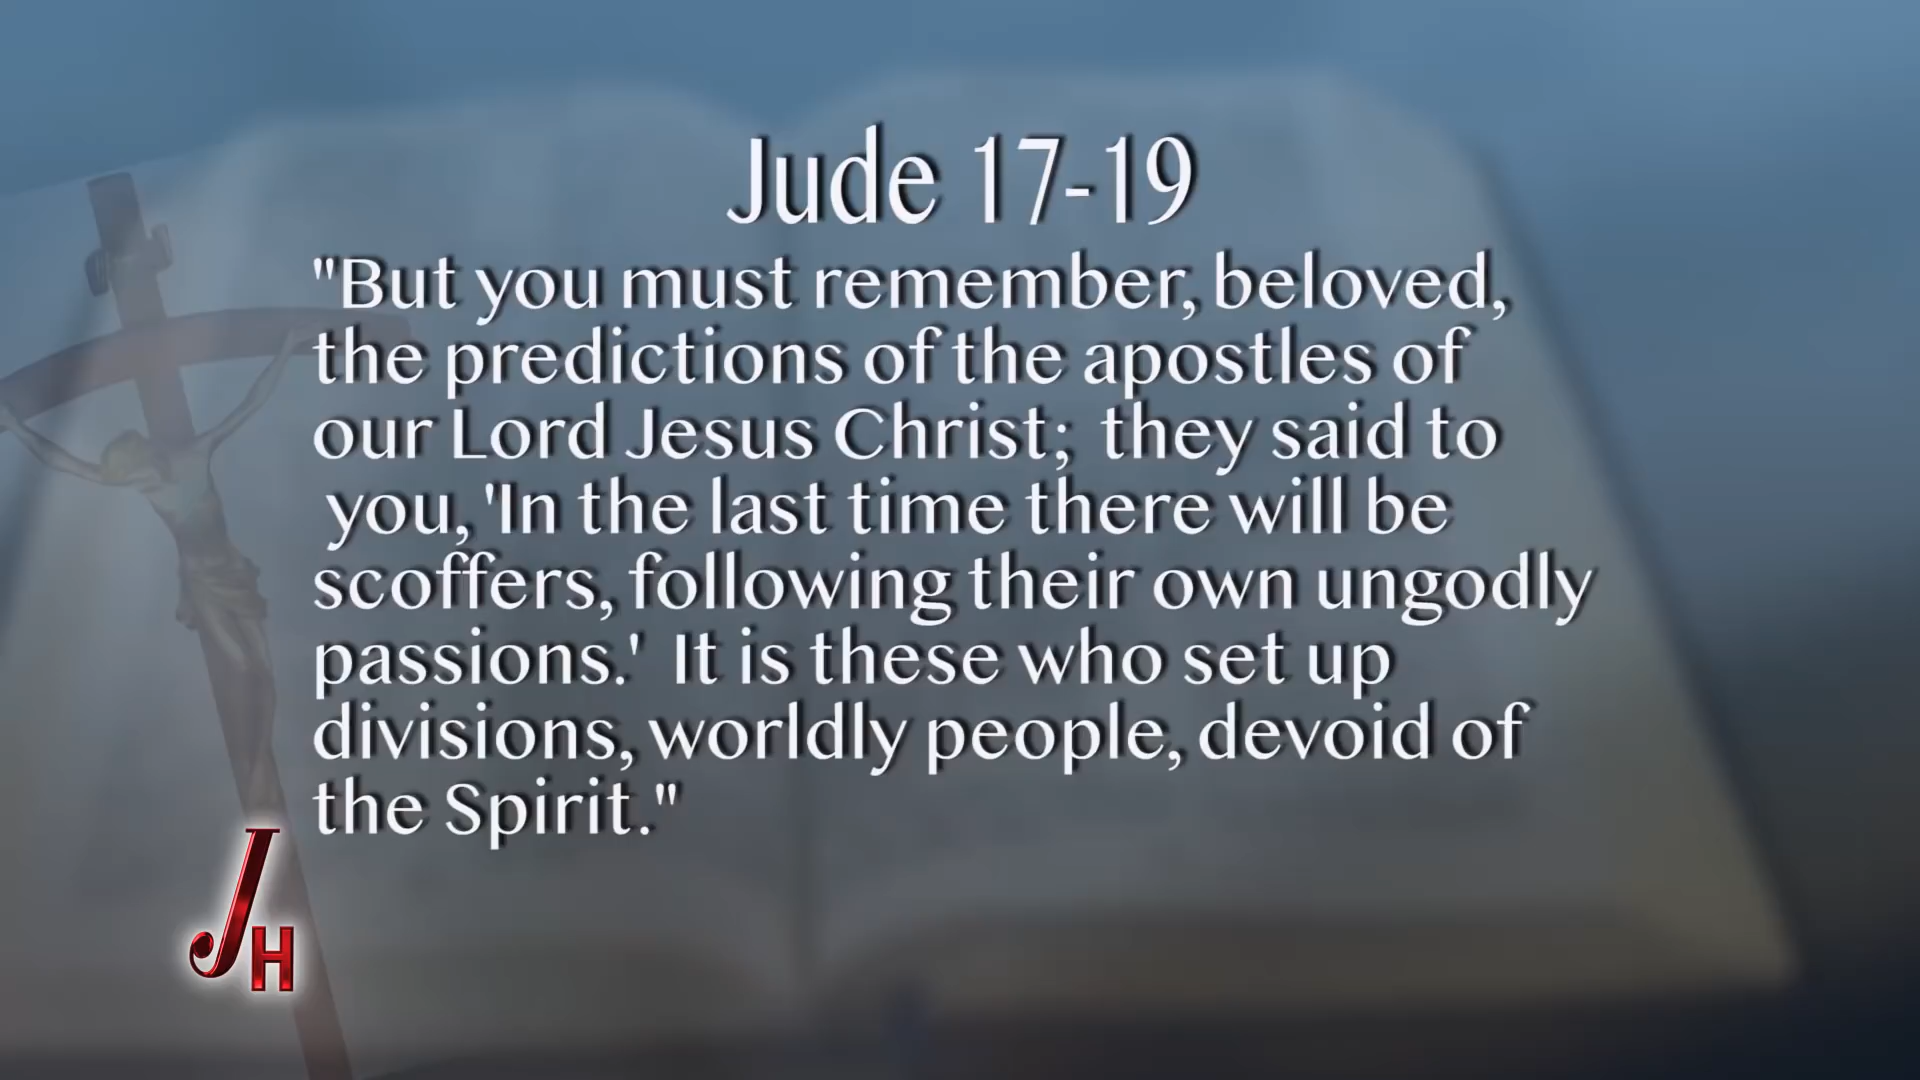 Jude 17-19
"But you must remember, beloved,
the predictions of the apostles of
our Lord Jesus Christ; they said to
you, 'In the last time there will be
scoffers, following their own ungodly
passions.' It is these who set up
divisions, worldly people, devoid of
the Spirit."
JH